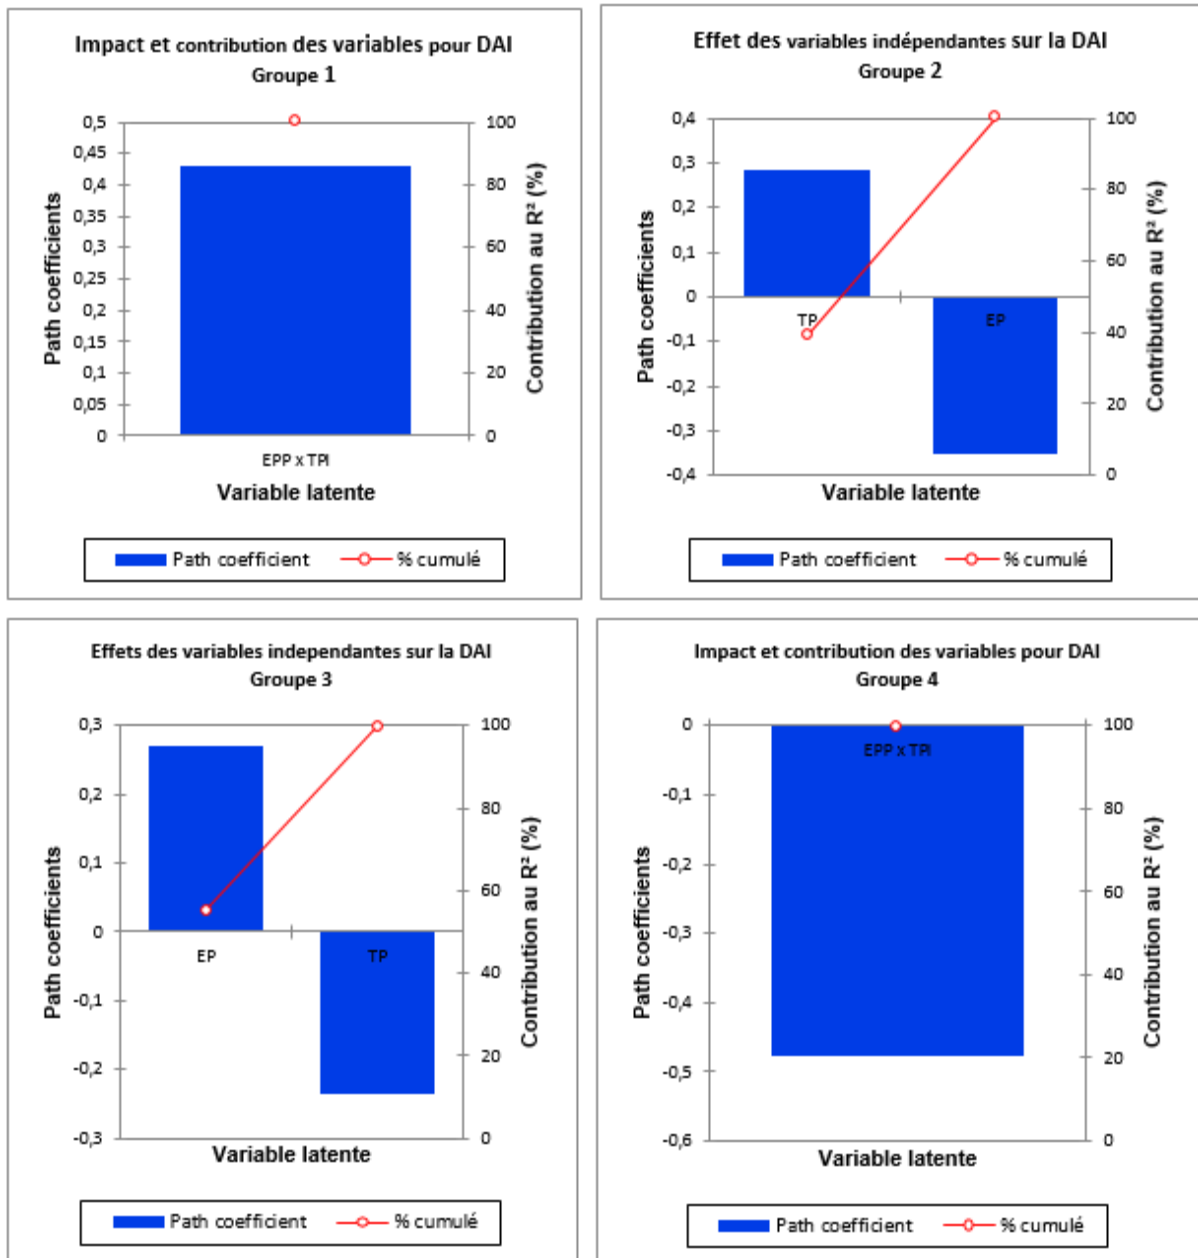 Impact et contribution des variables pour DAI
Groupe 1
0,5
0,45
0,4
0,35
0,3
0,25
0,2
0,15
0,1
0,05
0
100
80
60
40
20
0
Path coefficients
Contribution au R² (%)
EPP x TPI
Variable latente
Path coefficient
% cumulé
Effet des variables indépendantes sur la DAI
Groupe 2
0,4
0,3
0,2
0,1
0
-0,1
-0,2
-0,3
-0,4
100
80
60
40
20
0
Path coefficients
Contribution au R² (%)
TP
EP
Variable latente
Path coefficient
% cumulé
Effets des variables independantes sur la DAI
Groupe 3
0,3
0,2
0,1
0
-0,1
-0,2
-0,3
100
80
60
40
20
0
Path coefficients
Contribution au R² (%)
EP
TP
Variable latente
Path coefficient
% cumulé
Impact et contribution des variables pour DAI
Groupe 4
0
-0,1
-0,2
-0,3
-0,4
-0,5
-0,6
100
80
60
40
20
0
Path coefficients
Contribution au R² (%)
EPP x TPI
Variable latente
Path coefficient
% cumulé